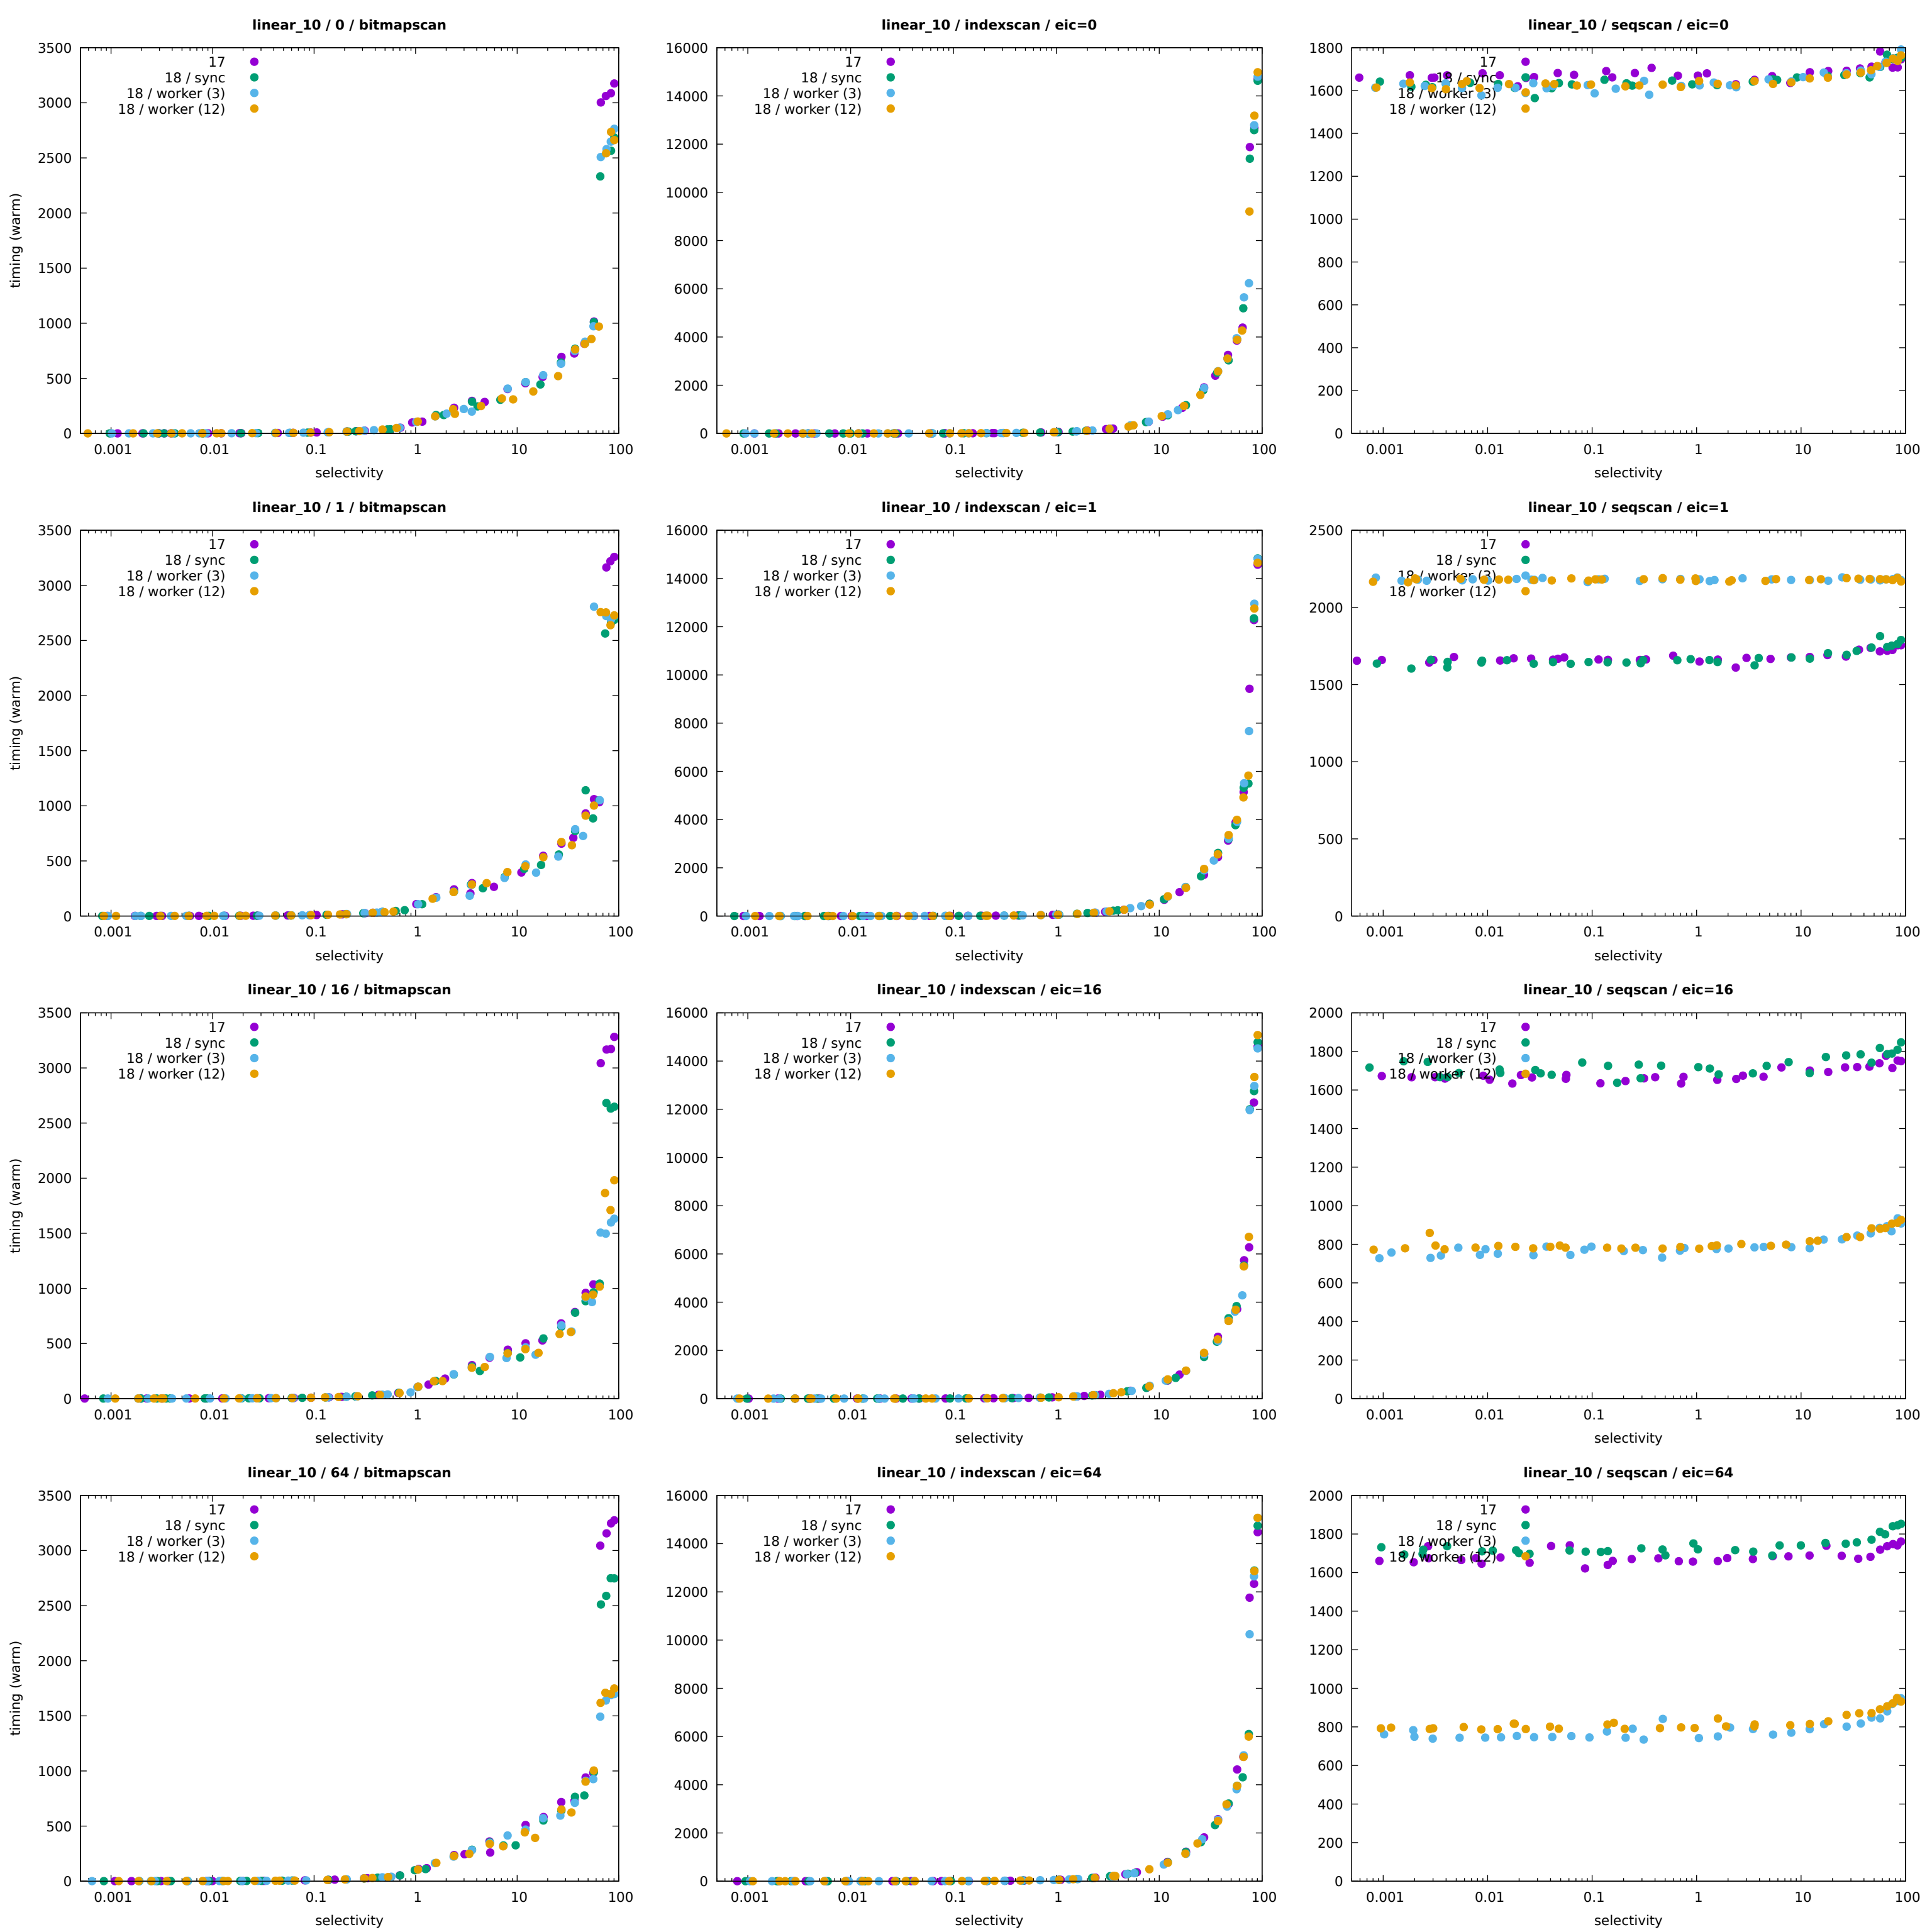 linear_10 / 0 / bitmapscan
3500
3000
2500
2000
1500
1000
500
0
timing (warm)
17
18 / sync
18 / worker (3)
18 / worker (12)
0.001 0.01 0.1 1 10 100
selectivity
linear_10 / indexscan / eic=0
16000
14000
12000
10000
8000
6000
4000
2000
0
17
18 / sync
18 / worker (3)
18 / worker (12)
0.001 0.01 0.1 1 10 100
selectivity
linear_10 / seqscan / eic=0
1800
1600
1400
1200
1000
800
600
400
200
0
17
18 / sync
18 / worker (3)
18 / worker (12)
0.001 0.01 0.1 1 10 100
selectivity
linear_10 / 1 / bitmapscan
3500
3000
2500
2000
1500
1000
500
0
timing (warm)
17
18 / sync
18 / worker (3)
18 / worker (12)
0.001 0.01 0.1 1 10 100
selectivity
linear_10 / indexscan / eic=1
16000
14000
12000
10000
8000
6000
4000
2000
0
17
18 / sync
18 / worker (3)
18 / worker (12)
0.001 0.01 0.1 1 10 100
selectivity
linear_10 / seqscan / eic=1
2500
2000
1500
1000
500
0
17
18 / sync
18 / worker (3)
18 / worker (12)
0.001 0.01 0.1 1 10 100
selectivity
linear_10 / 16 / bitmapscan
3500
3000
2500
2000
1500
1000
500
0
timing (warm)
17
18 / sync
18 / worker (3)
18 / worker (12)
0.001 0.01 0.1 1 10 100
selectivity
linear_10 / indexscan / eic=16
16000
14000
12000
10000
8000
6000
4000
2000
0
17
18 / sync
18 / worker (3)
18 / worker (12)
0.001 0.01 0.1 1 10 100
selectivity
linear_10 / seqscan / eic=16
2000
1800
1600
1400
1200
1000
800
600
400
200
0
17
18 / sync
18 / worker (3)
18 / worker (12)
0.001 0.01 0.1 1 10 100
selectivity
linear_10 / 64 / bitmapscan
3500
3000
2500
2000
1500
1000
500
0
timing (warm)
17
18 / sync
18 / worker (3)
18 / worker (12)
0.001 0.01 0.1 1 10 100
selectivity
linear_10 / indexscan / eic=64
16000
14000
12000
10000
8000
6000
4000
2000
0
17
18 / sync
18 / worker (3)
18 / worker (12)
0.001 0.01 0.1 1 10 100
selectivity
linear_10 / seqscan / eic=64
2000
1800
1600
1400
1200
1000
800
600
400
200
0
17
18 / sync
18 / worker (3)
18 / worker (12)
0.001 0.01 0.1 1 10 100
selectivity